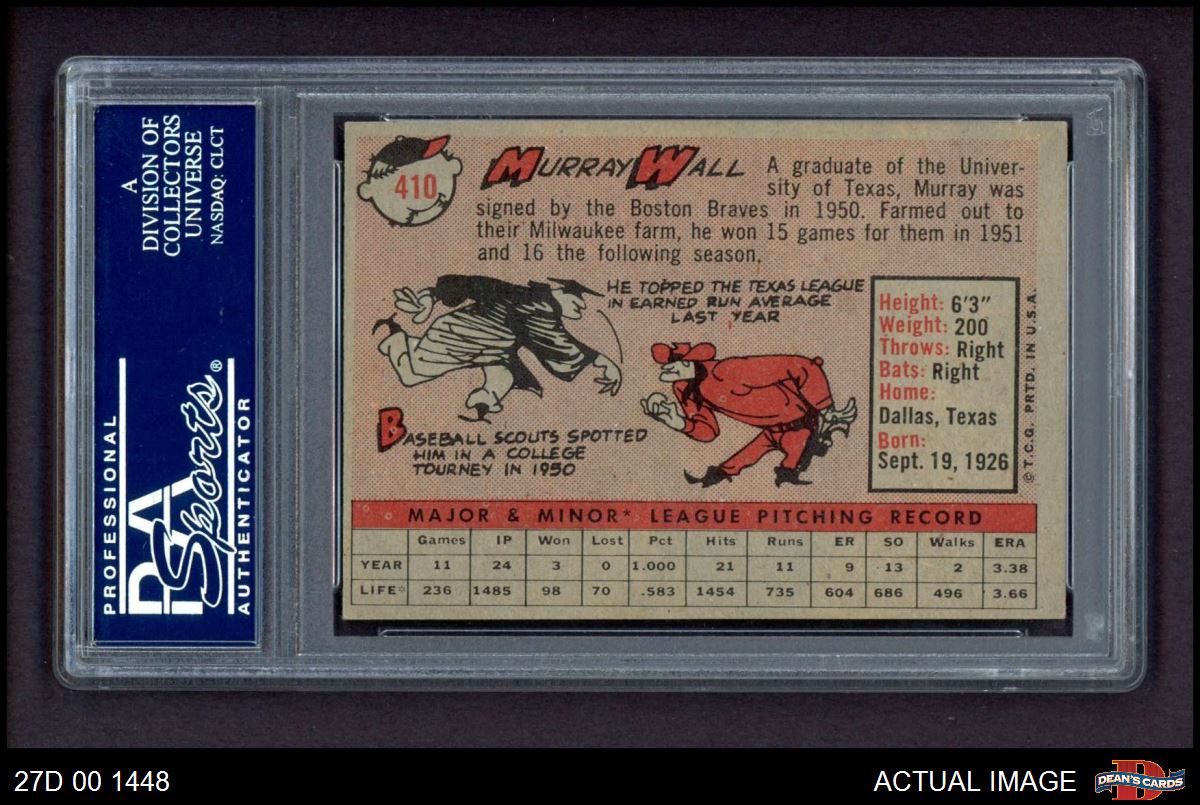 A
DIVISION OF
COLLECTORS
UNIVERSE
NASDAQ: CLCT
PROFESSIONAL
PSA
Sports®
AUTHENTICATOR
410
MURRAY WALL
A graduate of the Univer-
sity of Texas, Murray was
signed by the Boston Braves in 1950. Farmed out to
their Milwaukee farm, he won 15 games for them in 1951
and 16 the following season.
HE TOPPED THE TEXAS LEAGUE
IN EARNED RUN AVERAGE
LAST YEAR
BASEBALL SCOUTS SPOTTED
HIM IN A COLLEGE
TOURNEY IN 1950
Height: 6'3"
Weight: 200
Throws: Right
Bats: Right
Home:
Dallas, Texas
Born:
Sept. 19, 1926
© T.C.G. PRTD. IN U.S.A.
MAJOR & MINOR* LEAGUE PITCHING RECORD
Games IP Won Lost Pct Hits Runs ER SO Walks ERA
YEAR 11 24 3 0 1.000 21 11 9 13 2 3.38
LIFE* 236 1485 98 70 .583 1454 735 604 686 496 3.66
27D 00 1448
ACTUAL IMAGE
DEAN'S CARDS